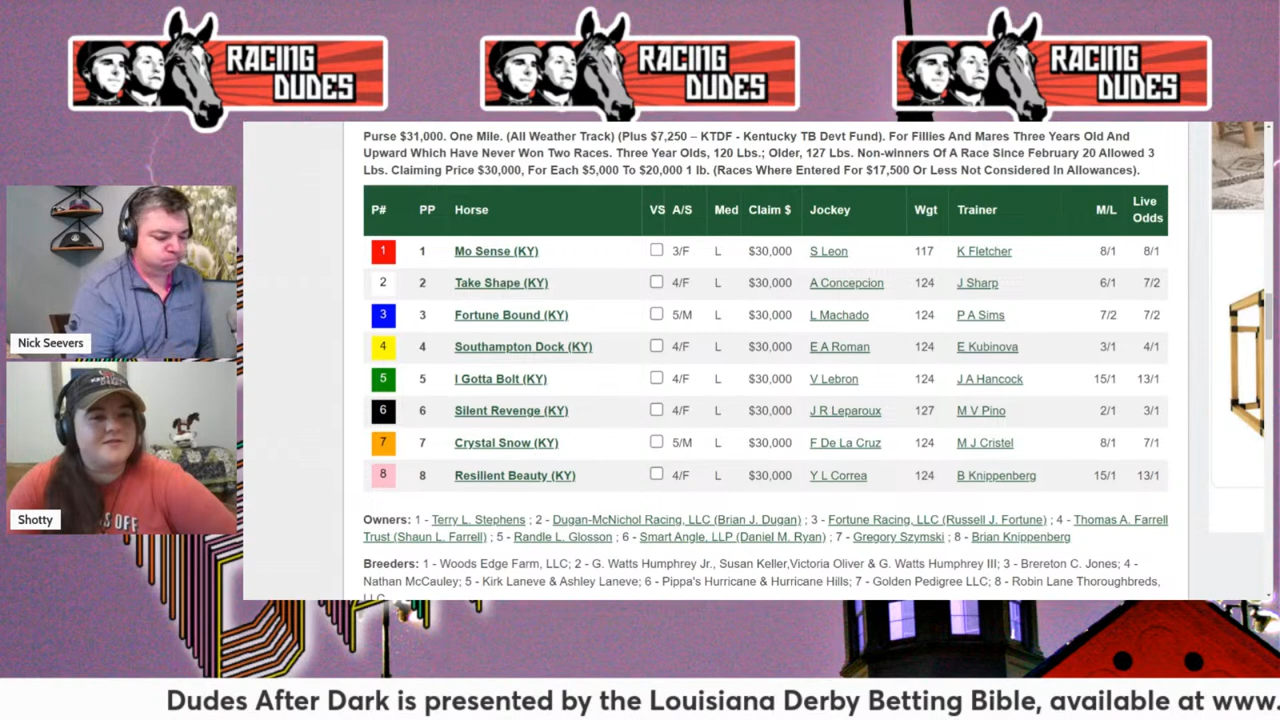 RACING DUDES
RACING DUDES
RACING DUDES
Purse $31,000. One Mile. (All Weather Track) (Plus $7,250 – KTDF - Kentucky TB Devt Fund). For Fillies And Mares Three Years Old And
Upward Which Have Never Won Two Races. Three Year Olds, 120 Lbs.; Older, 127 Lbs. Non-winners Of A Race Since February 20 Allowed 3
Lbs. Claiming Price $30,000, For Each $5,000 To $20,000 1 lb. (Races Where Entered For $17,500 Or Less Not Considered In Allowances).
P# PP Horse VS A/S Med Claim $ Jockey Wgt Trainer M/L Live Odds
1 1 Mo Sense (KY) 3/F L $30,000 S Leon 117 K Fletcher 8/1 8/1
2 2 Take Shape (KY) 4/F L $30,000 A Concepcion 124 J Sharp 6/1 7/2
3 3 Fortune Bound (KY) 5/M L $30,000 L Machado 124 P A Sims 7/2 7/2
4 4 Southampton Dock (KY) 4/F L $30,000 E A Roman 124 E Kubinova 3/1 4/1
5 5 I Gotta Bolt (KY) 4/F L $30,000 V Lebron 124 J A Hancock 15/1 13/1
6 6 Silent Revenge (KY) 4/F L $30,000 J R Leparoux 127 M V Pino 2/1 3/1
7 7 Crystal Snow (KY) 5/M L $30,000 F De La Cruz 124 M J Cristel 8/1 7/1
8 8 Resilient Beauty (KY) 4/F L $30,000 Y L Correa 124 B Knippenberg 15/1 13/1
Owners: 1 - Terry L. Stephens ; 2 - Dugan-McNichol Racing, LLC (Brian J. Dugan) ; 3 - Fortune Racing, LLC (Russell J. Fortune) ; 4 - Thomas A. Farrell
Trust (Shaun L. Farrell) ; 5 - Randle L. Glosson ; 6 - Smart Angle, LLP (Daniel M. Ryan) ; 7 - Gregory Szymski ; 8 - Brian Knippenberg
Breeders: 1 - Woods Edge Farm, LLC; 2 - G. Watts Humphrey Jr., Susan Keller,Victoria Oliver & G. Watts Humphrey III; 3 - Brereton C. Jones; 4 -
Nathan McCauley; 5 - Kirk Laneve & Ashley Laneve; 6 - Pippa's Hurricane & Hurricane Hills; 7 - Golden Pedigree LLC; 8 - Robin Lane Thoroughbreds,
LLC
Nick Seevers
Shotty
S OFF
Dudes After Dark is presented by the Louisiana Derby Betting Bible, available at www.